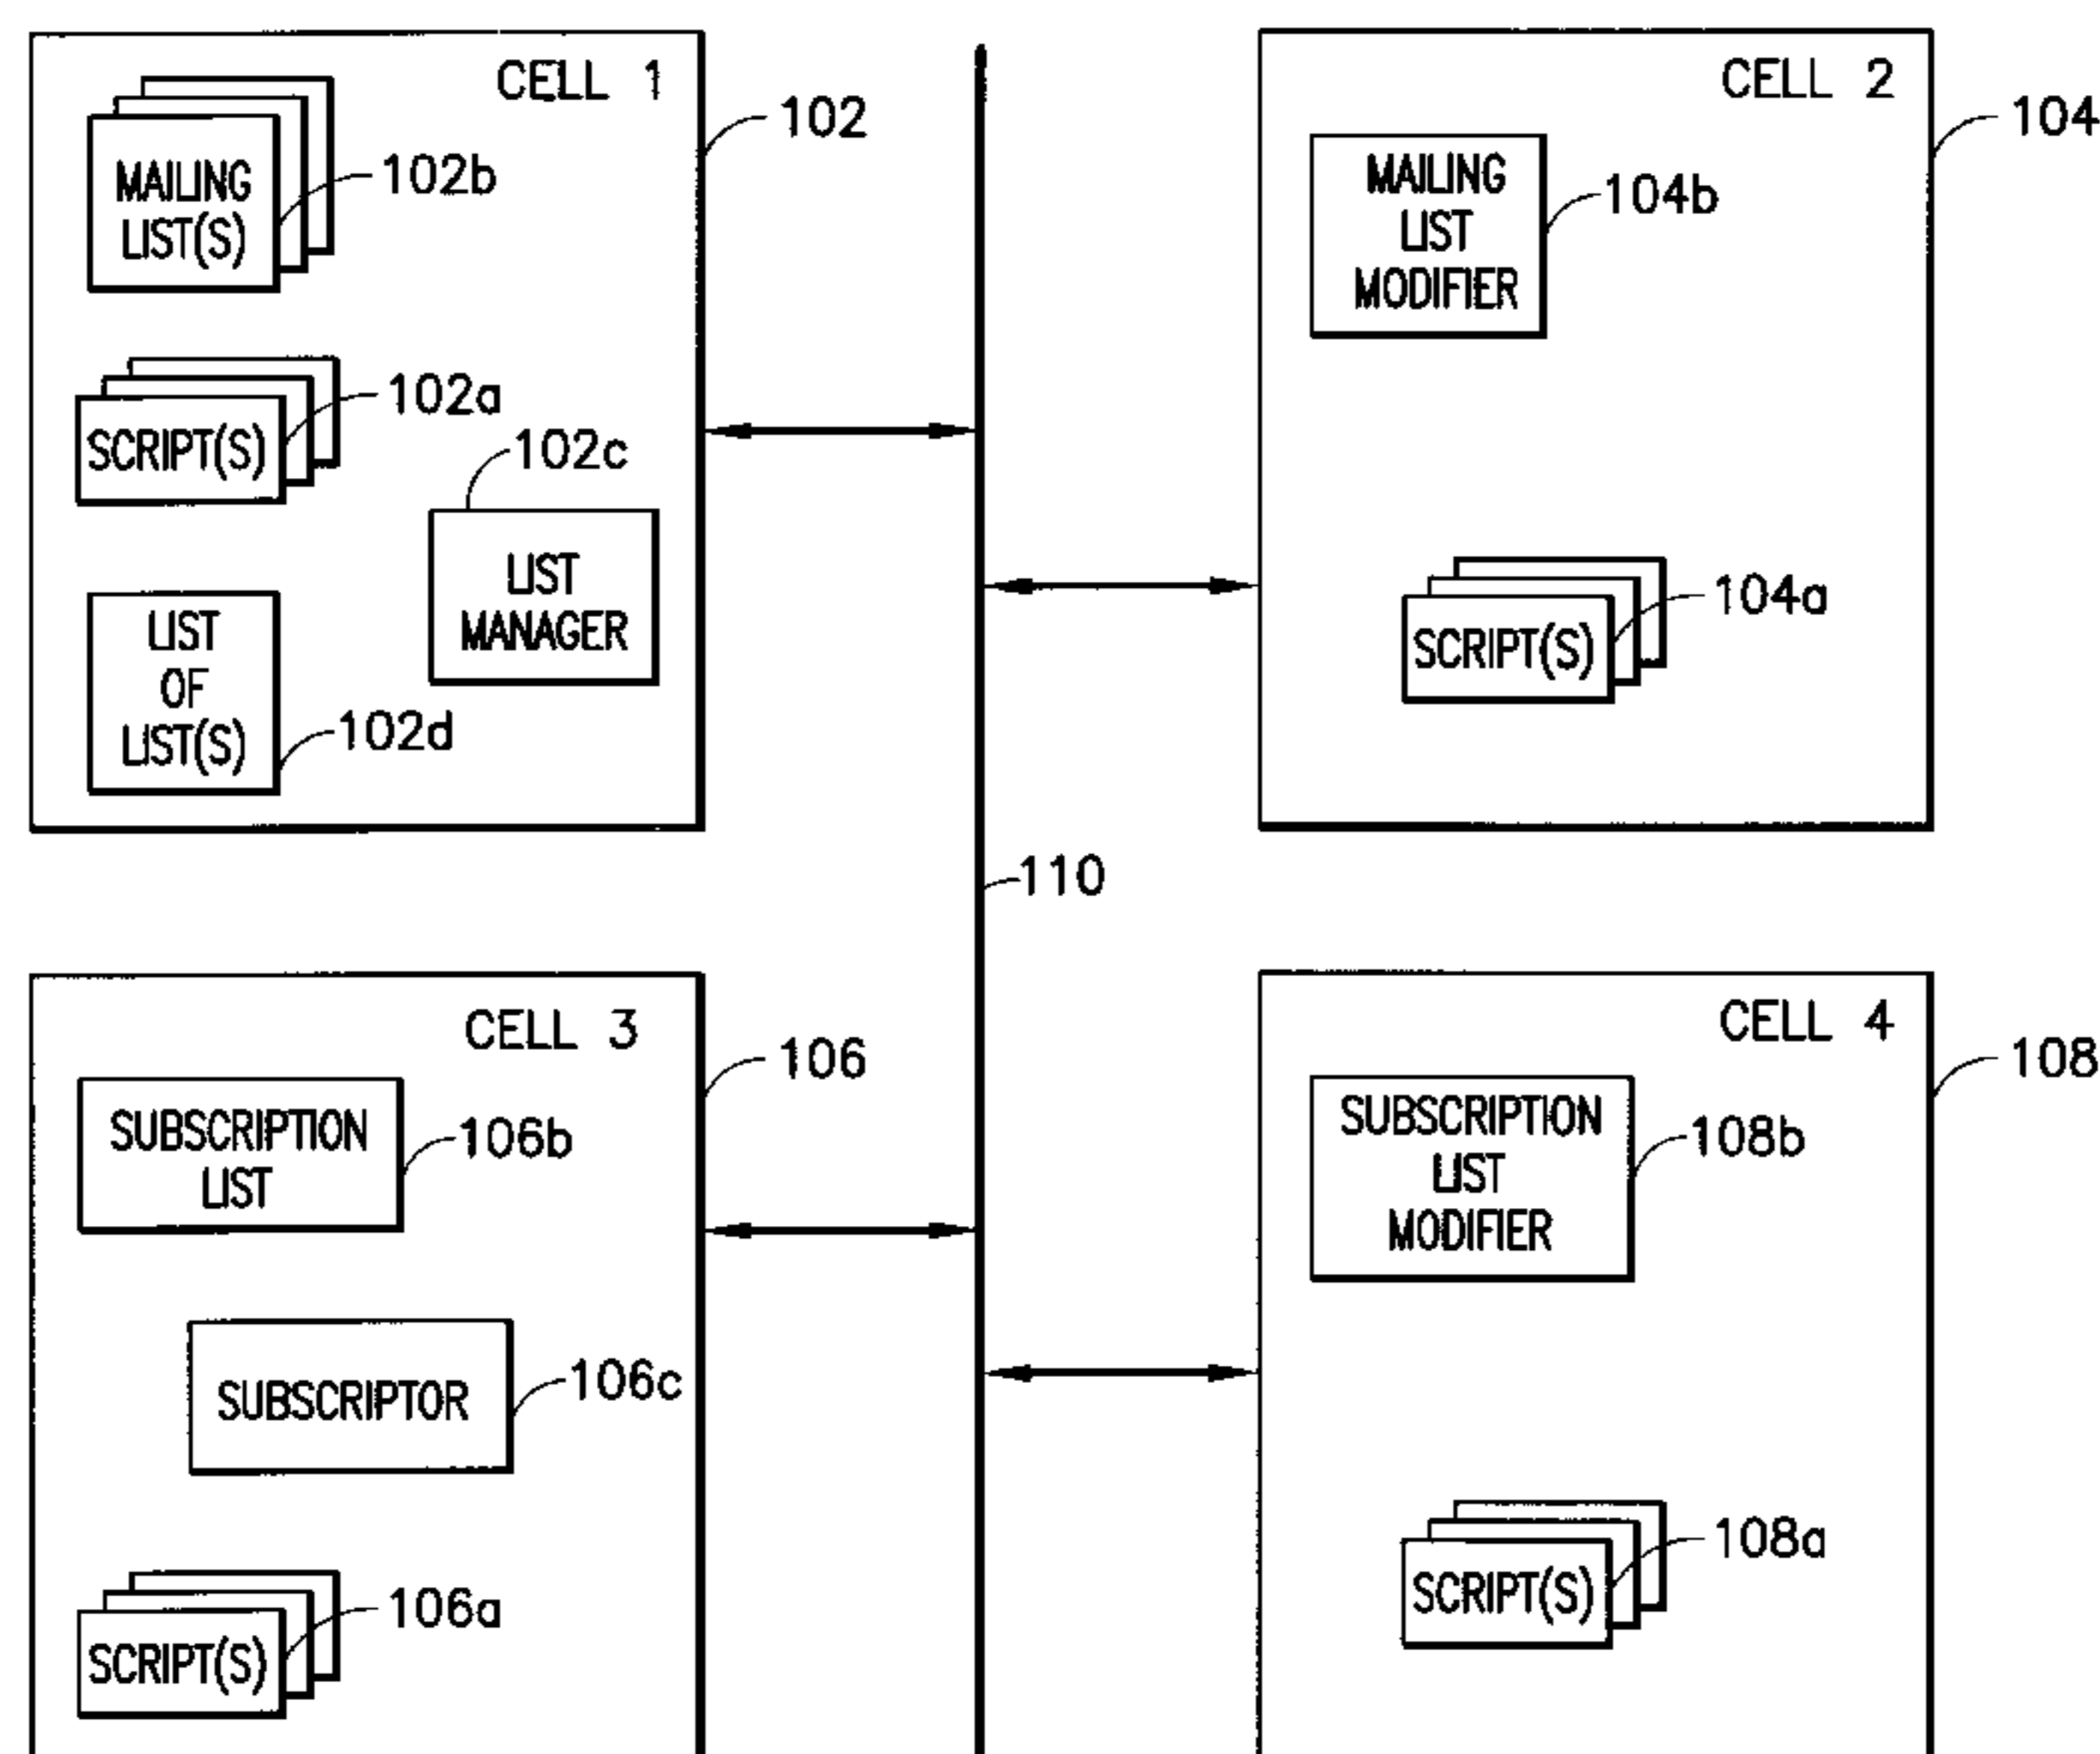 CELL 1
102
MAILING
LIST(S)
102b
SCRIPT(S)
102a
102c
LIST
MANAGER
LIST
OF
LIST(S)
102d
CELL 2
104
MAILING
LIST
MODIFIER
104b
104a
SCRIPT(S)
110
CELL 3
106
SUBSCRIPTION
LIST
106b
SUBSCRIPTOR
106c
106a
SCRIPT(S)
CELL 4
108
SUBSCRIPTION
LIST
MODIFIER
108b
108a
SCRIPT(S)